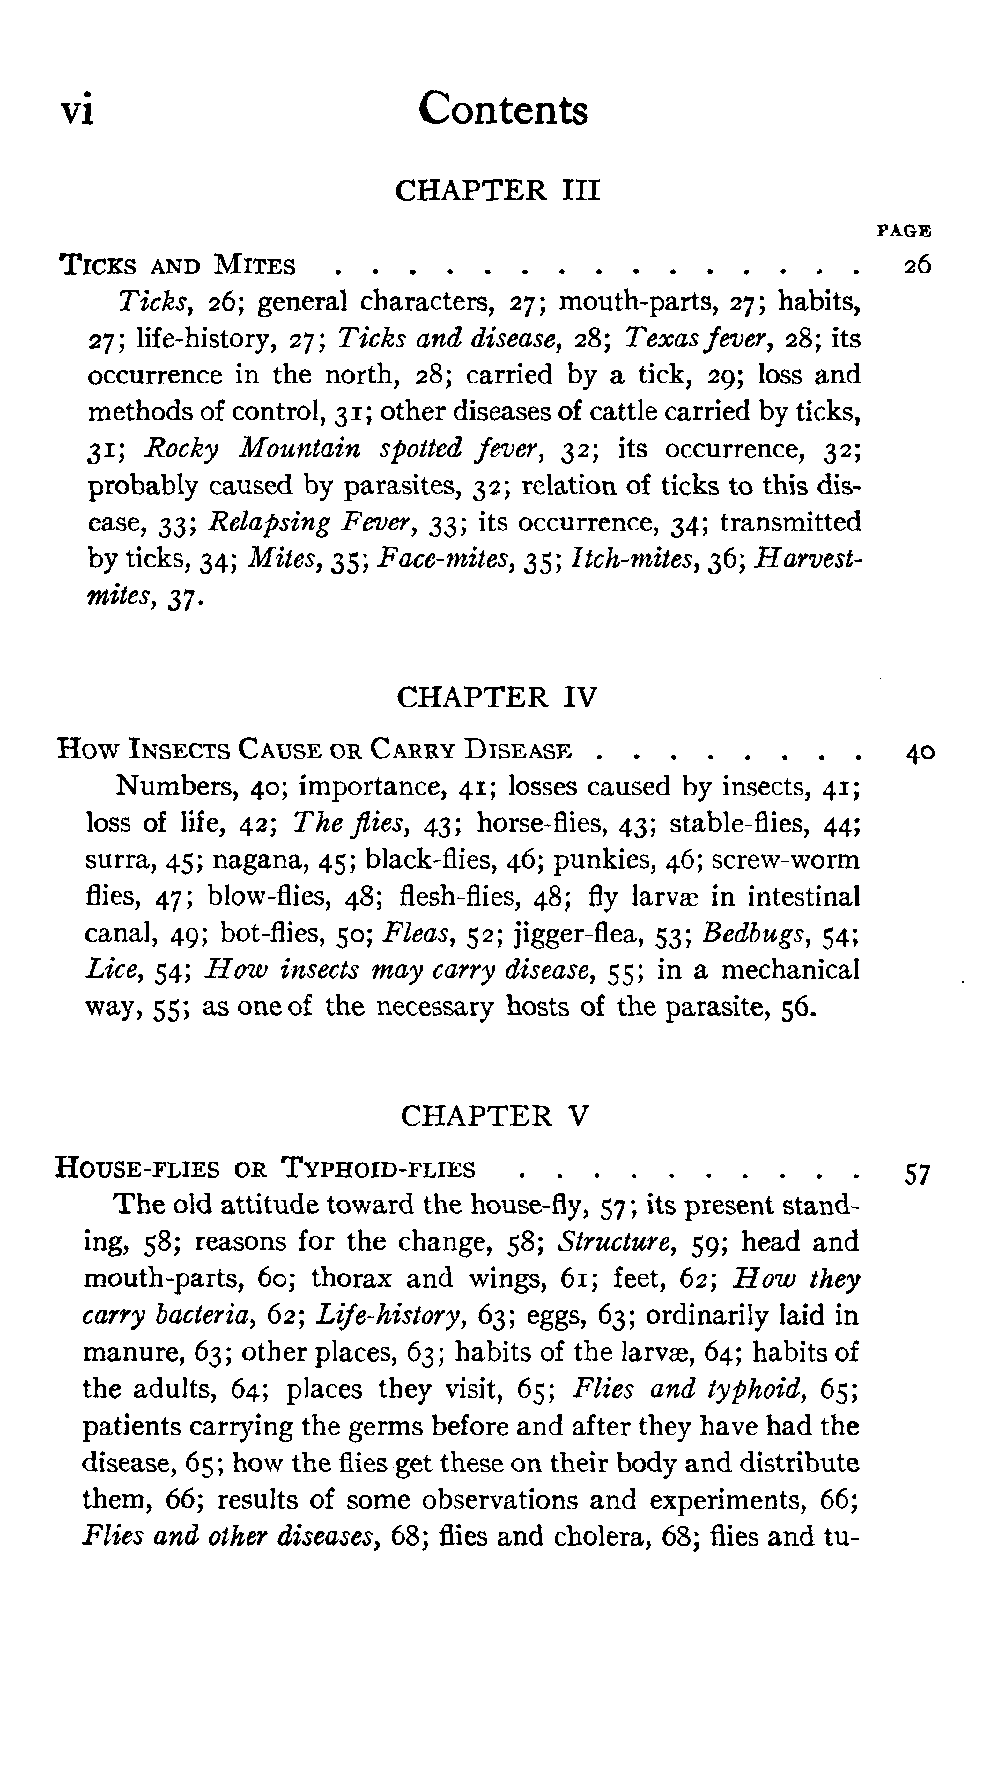 vi Contents
CHAPTER III
PAGE
TICKS AND MITES . . . . . . . . . . . . . . . 26
Ticks, 26; general characters, 27; mouth-parts, 27; habits,
27; life-history, 27; Ticks and disease, 28; Texas fever, 28; its
occurrence in the north, 28; carried by a tick, 29; loss and
methods of control, 31; other diseases of cattle carried by ticks,
31; Rocky Mountain spotted fever, 32; its occurrence, 32;
probably caused by parasites, 32; relation of ticks to this dis-
ease, 33; Relapsing Fever, 33; its occurrence, 34; transmitted
by ticks, 34; Mites, 35; Face-mites, 35; Itch-mites, 36; Harvest-
mites, 37.
CHAPTER IV
HOW INSECTS CAUSE OR CARRY DISEASE . . . . . . . . 40
Numbers, 40; importance, 41; losses caused by insects, 41;
loss of life, 42; The flies, 43; horse-flies, 43; stable-flies, 44;
surra, 45; nagana, 45; black-flies, 46; punkies, 46; screw-worm
flies, 47; blow-flies, 48; flesh-flies, 48; fly larvæ in intestinal
canal, 49; bot-flies, 50; Fleas, 52; jigger-flea, 53; Bedbugs, 54;
Lice, 54; How insects may carry disease, 55; in a mechanical
way, 55; as one of the necessary hosts of the parasite, 56.
CHAPTER V
HOUSE-FLIES OR TYPHOID-FLIES . . . . . . . . . . 57
The old attitude toward the house-fly, 57; its present stand-
ing, 58; reasons for the change, 58; Structure, 59; head and
mouth-parts, 60; thorax and wings, 61; feet, 62; How they
carry bacteria, 62; Life-history, 63; eggs, 63; ordinarily laid in
manure, 63; other places, 63; habits of the larvæ, 64; habits of
the adults, 64; places they visit, 65; Flies and typhoid, 65;
patients carrying the germs before and after they have had the
disease, 65; how the flies get these on their body and distribute
them, 66; results of some observations and experiments, 66;
Flies and other diseases, 68; flies and cholera, 68; flies and tu-